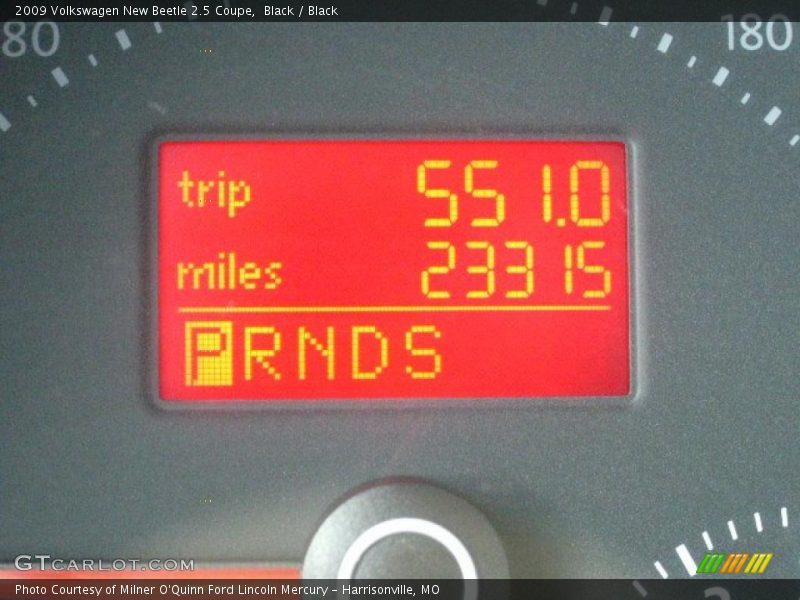 2009 Volkswagen New Beetle 2.5 Coupe, Black / Black
80
180
trip 551.0
miles 23315
PRNDS
GTCARLOT.COM
Photo Courtesy of Milner O'Quinn Ford Lincoln Mercury – Harrisonville, MO